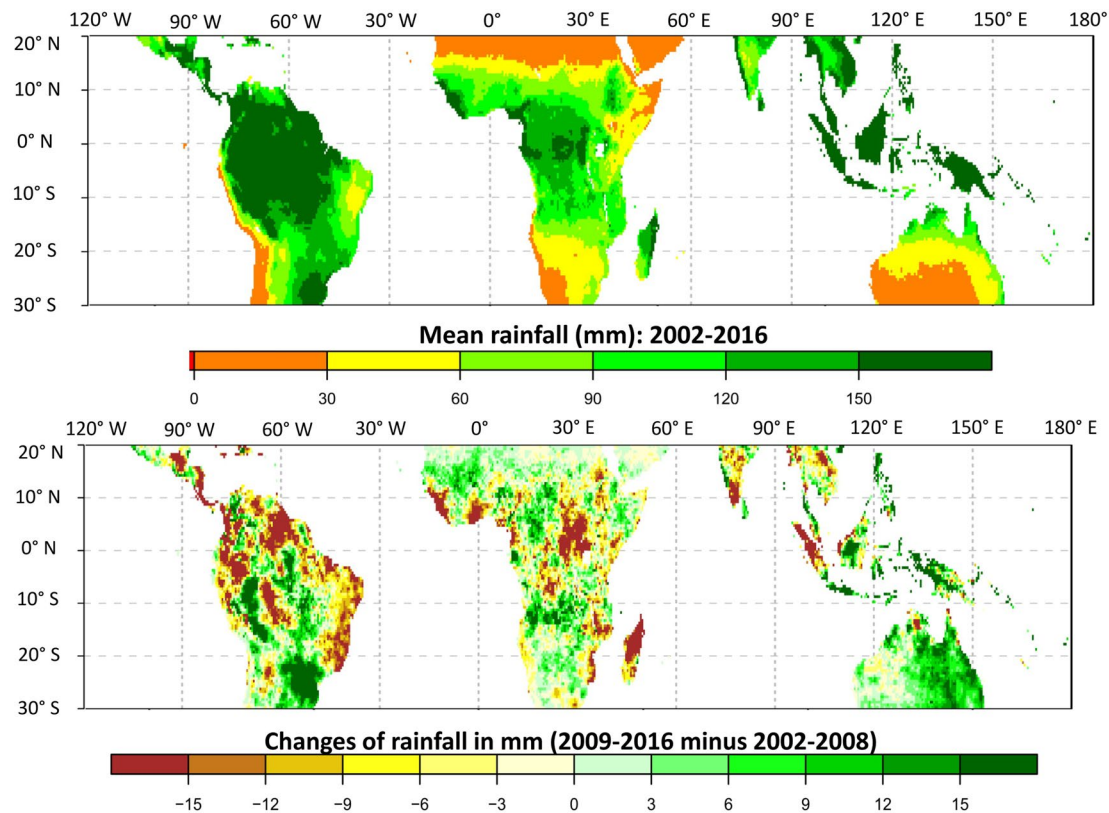 120° W 90° W 60° W 30° W 0° 30° E 60° E 90° E 120° E 150° E 180° E
20° N
10° N
0° N
10° S
20° S
30° S
Mean rainfall (mm): 2002-2016
0 30 60 90 120 150
120° W 90° W 60° W 30° W 0° 30° E 60° E 90° E 120° E 150° E 180° E
20° N
10° N
0° N
10° S
20° S
30° S
Changes of rainfall in mm (2009-2016 minus 2002-2008)
−15 −12 −9 −6 −3 0 3 6 9 12 15